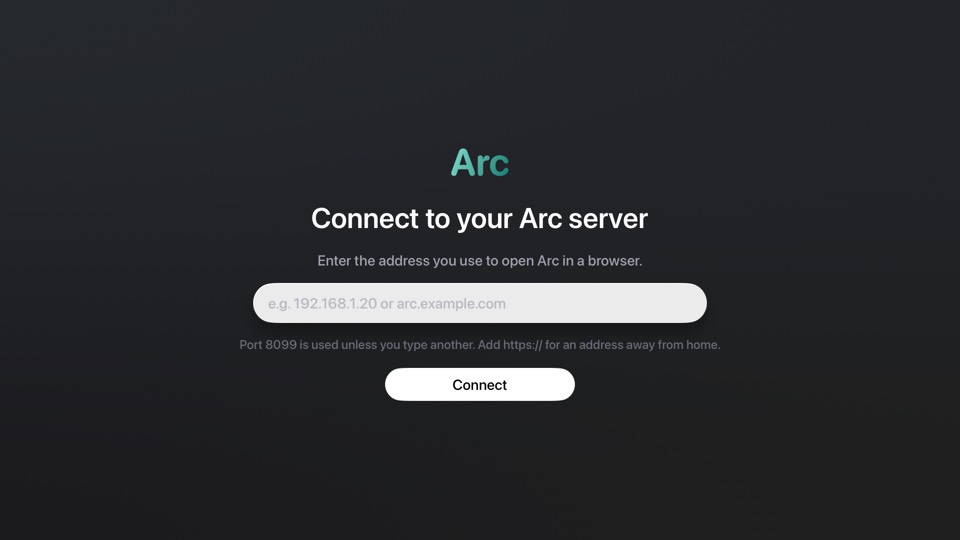 Arc
Connect to your Arc server
Enter the address you use to open Arc in a browser.
e.g. 192.168.1.20 or arc.example.com
Port 8099 is used unless you type another. Add https:// for an address away from home.
Connect